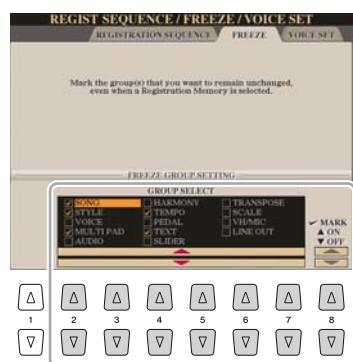 REGIST SEQUENCE / FREEZE / VOICE SET
REGISTRATION SEQUENCE FREEZE VOICE SET
Mark the group(s) that you want to remain unchanged,
even when a Registration Memory is selected.
FREEZE GROUP SETTING
GROUP SELECT
SONG HARMONY TRANSPOSE
STYLE TEMPO SCALE
VOICE PEDAL VH/MIC
MULTI PAD TEXT LINE OUT
AUDIO SLIDER
MARK
▲ ON
▼ OFF
1 2 3 4 5 6 7 8